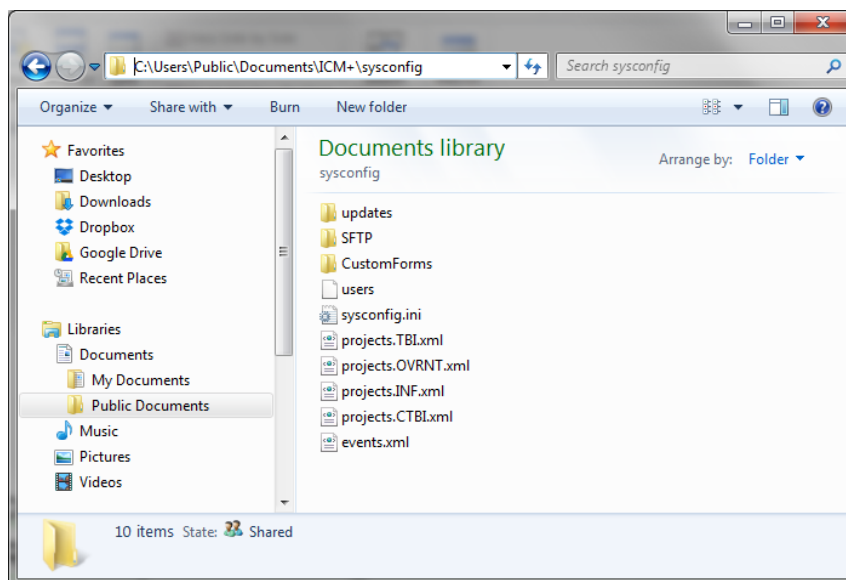 C:\Users\Public\Documents\ICM+\sysconfig
Search sysconfig
Organize Share with Burn New folder
Favorites
Desktop
Downloads
Dropbox
Google Drive
Recent Places
Libraries
Documents
My Documents
Public Documents
Music
Pictures
Videos
Documents library
sysconfig
Arrange by: Folder
updates
SFTP
CustomForms
users
sysconfig.ini
projects.TBI.xml
projects.OVRNT.xml
projects.INF.xml
projects.CTBI.xml
events.xml
10 items State: Shared